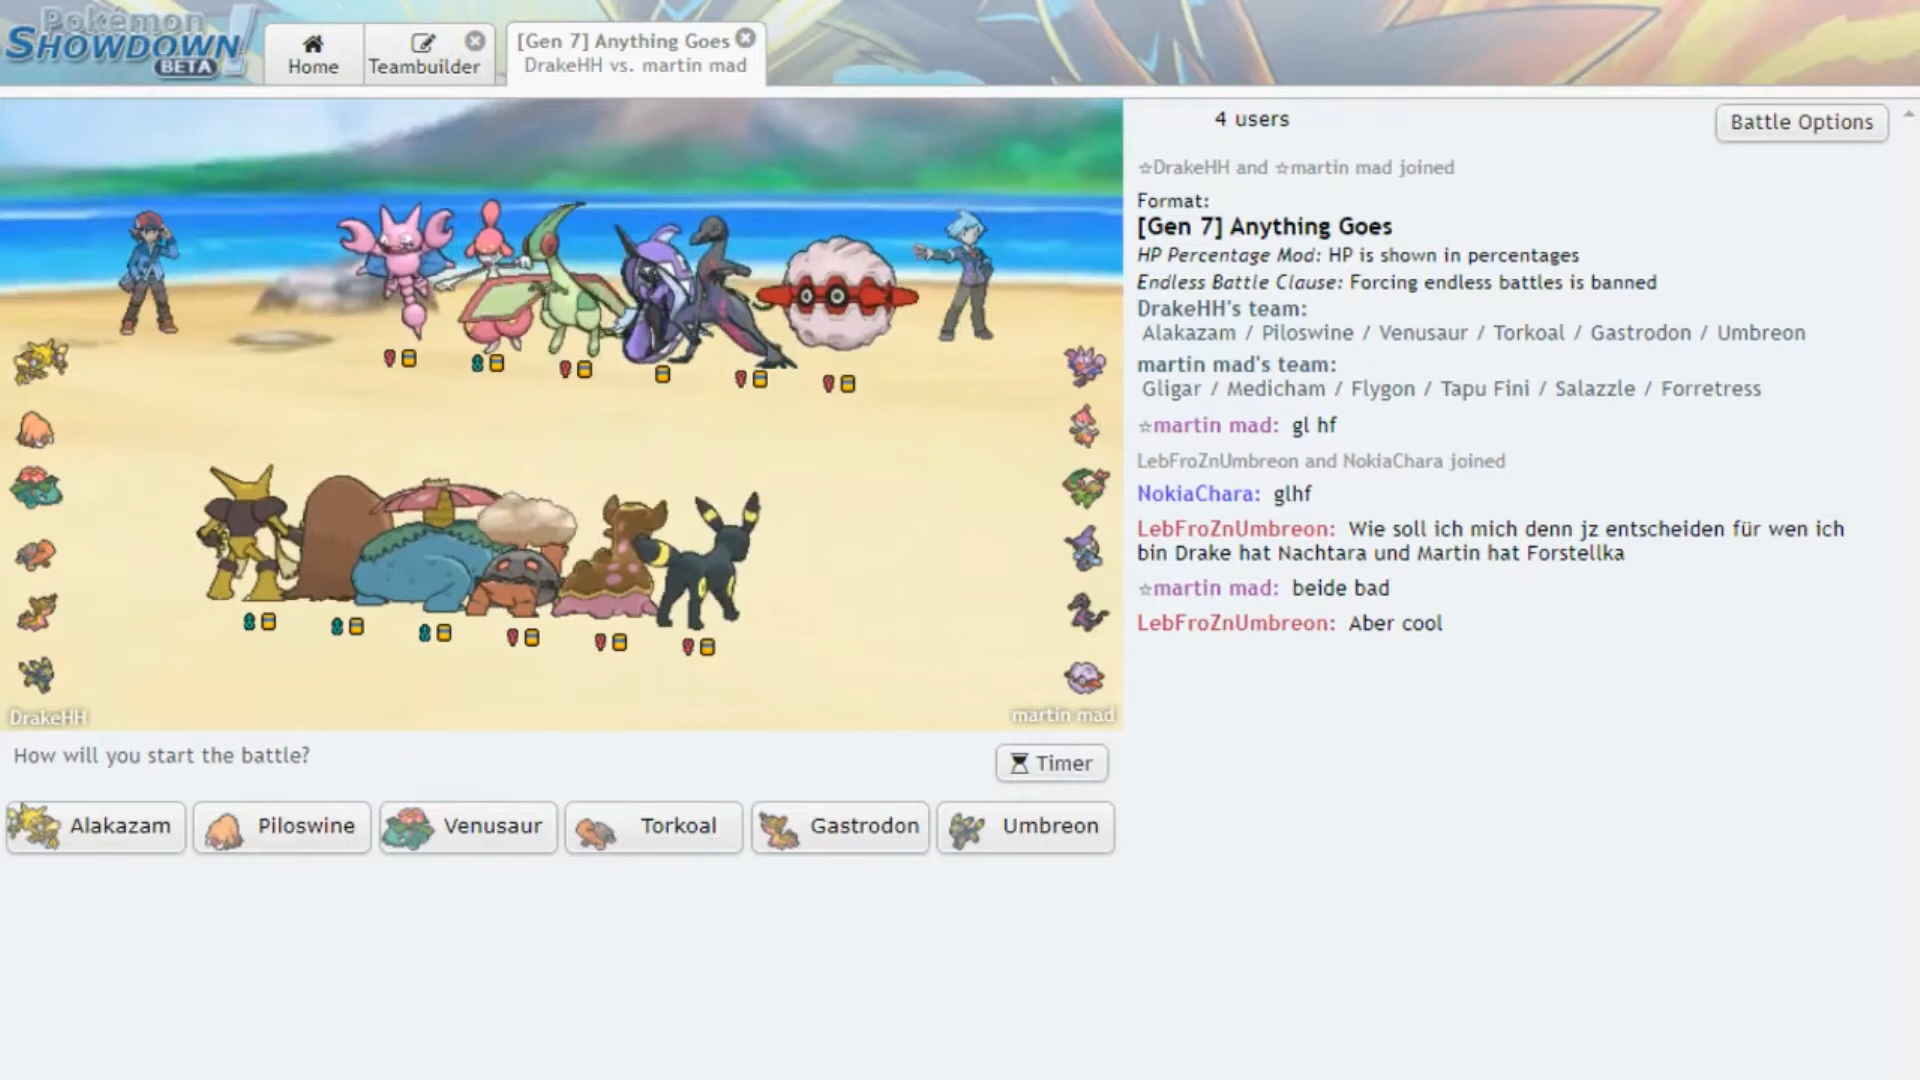 Pokémon
SHOWDOWN!
BETA
Home
Teambuilder
[Gen 7] Anything Goes
DrakeHH vs. martin mad
4 users
Battle Options
☆DrakeHH and ☆martin mad joined
Format:
[Gen 7] Anything Goes
HP Percentage Mod: HP is shown in percentages
Endless Battle Clause: Forcing endless battles is banned
DrakeHH's team:
Alakazam / Piloswine / Venusaur / Torkoal / Gastrodon / Umbreon
martin mad's team:
Gligar / Medicham / Flygon / Tapu Fini / Salazzle / Forretress
☆martin mad: gl hf
LebFroZnUmbreon and NokiaChara joined
NokiaChara: glhf
LebFroZnUmbreon: Wie soll ich mich denn jz entscheiden für wen ich
bin Drake hat Nachtara und Martin hat Forstellka
☆martin mad: beide bad
LebFroZnUmbreon: Aber cool
DrakeHH
martin mad
How will you start the battle?
Timer
Alakazam
Piloswine
Venusaur
Torkoal
Gastrodon
Umbreon